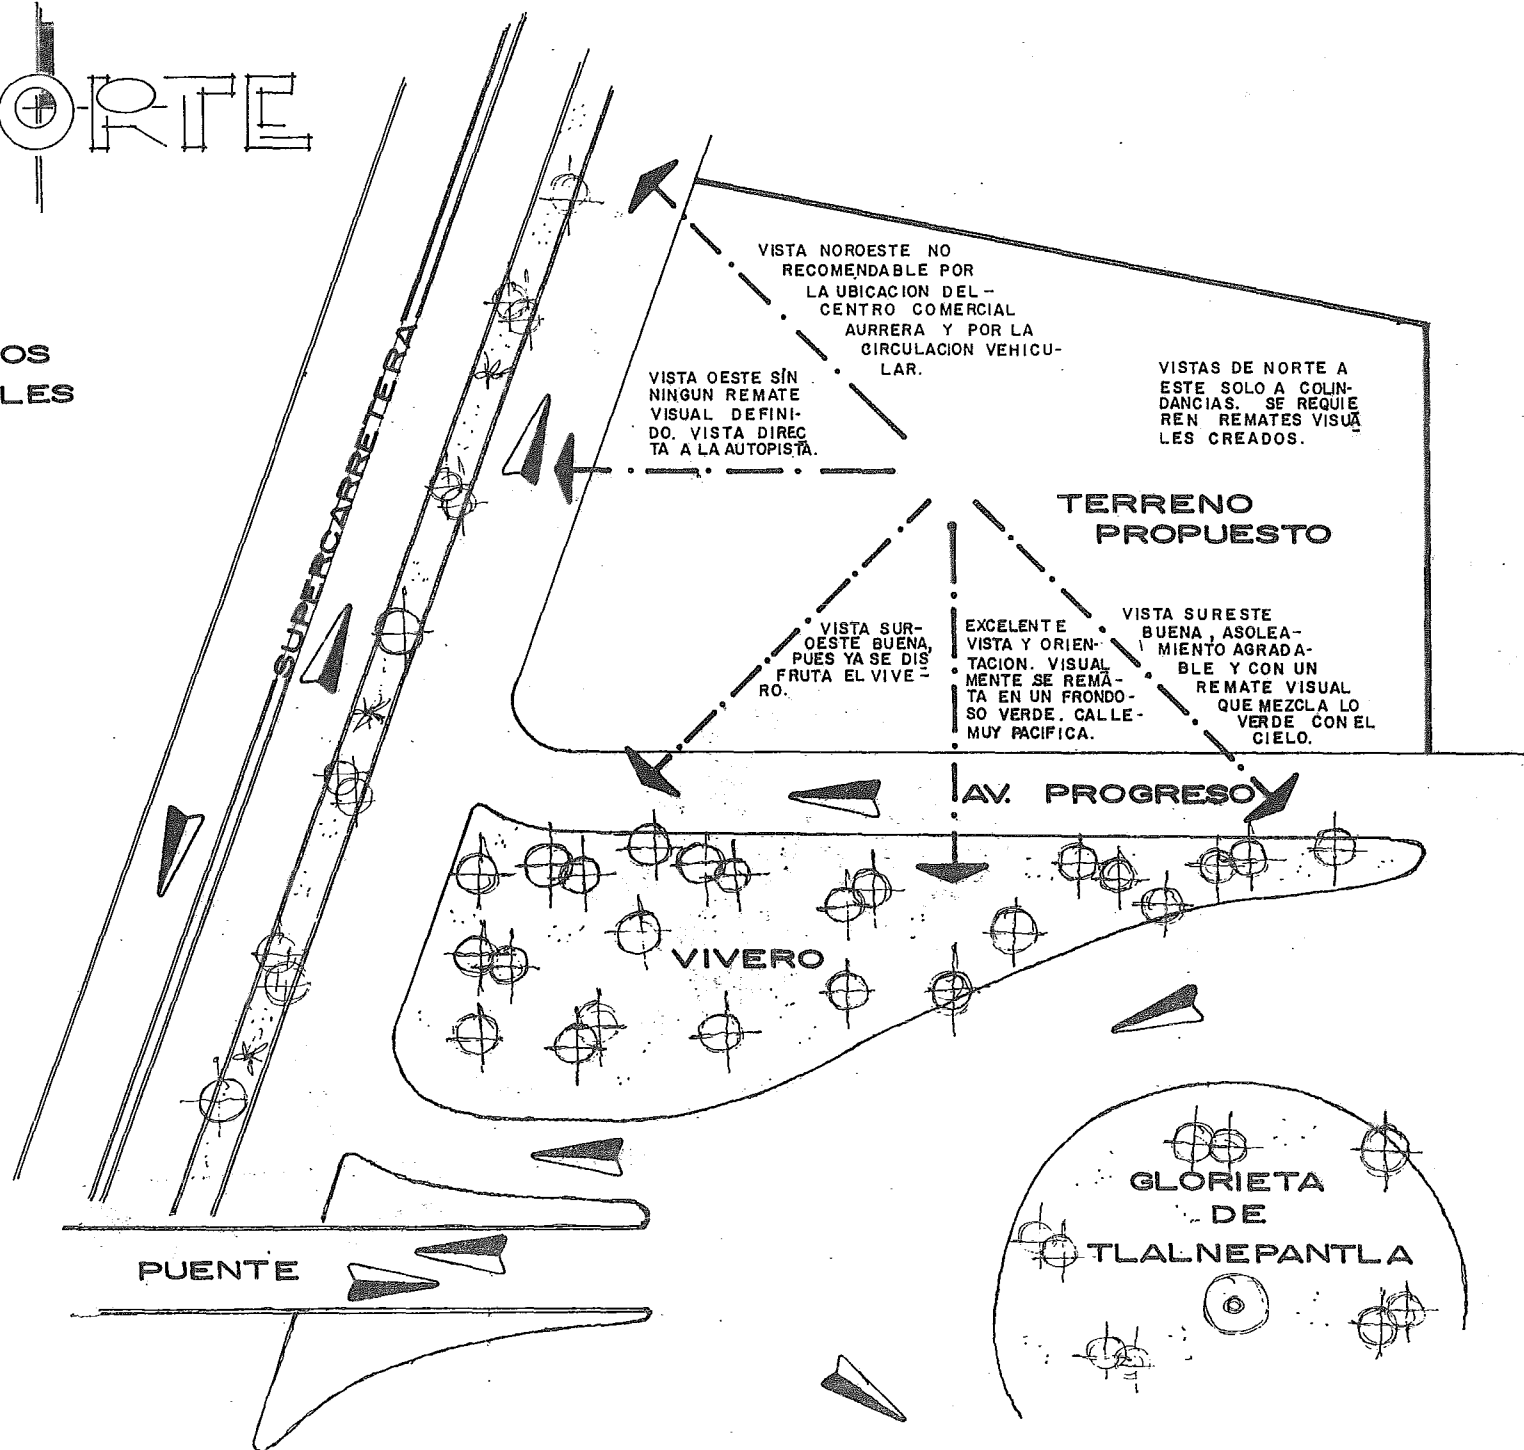 ORTE
OS
LES
VISTA NOROESTE NO
RECOMENDABLE POR
LA UBICACION DEL-
CENTRO COMERCIAL
AURRERA Y POR LA
CIRCULACION VEHICU-
LAR.
VISTA OESTE SÍN
NINGUN REMATE
VISUAL DEFINI-
DO. VISTA DIREC
TA A LA AUTOPISTA.
VISTAS DE NORTE A
ESTE SOLO A COLIN-
DANCIAS. SE REQUIE
REN REMATES VISUA
LES CREADOS.
TERRENO
PROPUESTO
SUPERCARRETERA
VISTA SUR-
OESTE BUENA,
PUES YA SE DIS
FRUTA EL VIVE-
RO.
EXCELENTE
VISTA Y ORIEN-
TACION. VISUAL
MENTE SE REMA-
TA EN UN FRONDO-
SO VERDE. CALLE-
MUY PACIFICA.
VISTA SURESTE
BUENA, ASOLEA-
MIENTO AGRADA-
BLE Y CON UN
REMATE VISUAL
QUE MEZCLA LO
VERDE CON EL
CIELO.
AV. PROGRESO
VIVERO
GLORIETA
DE
TLALNEPANTLA
PUENTE